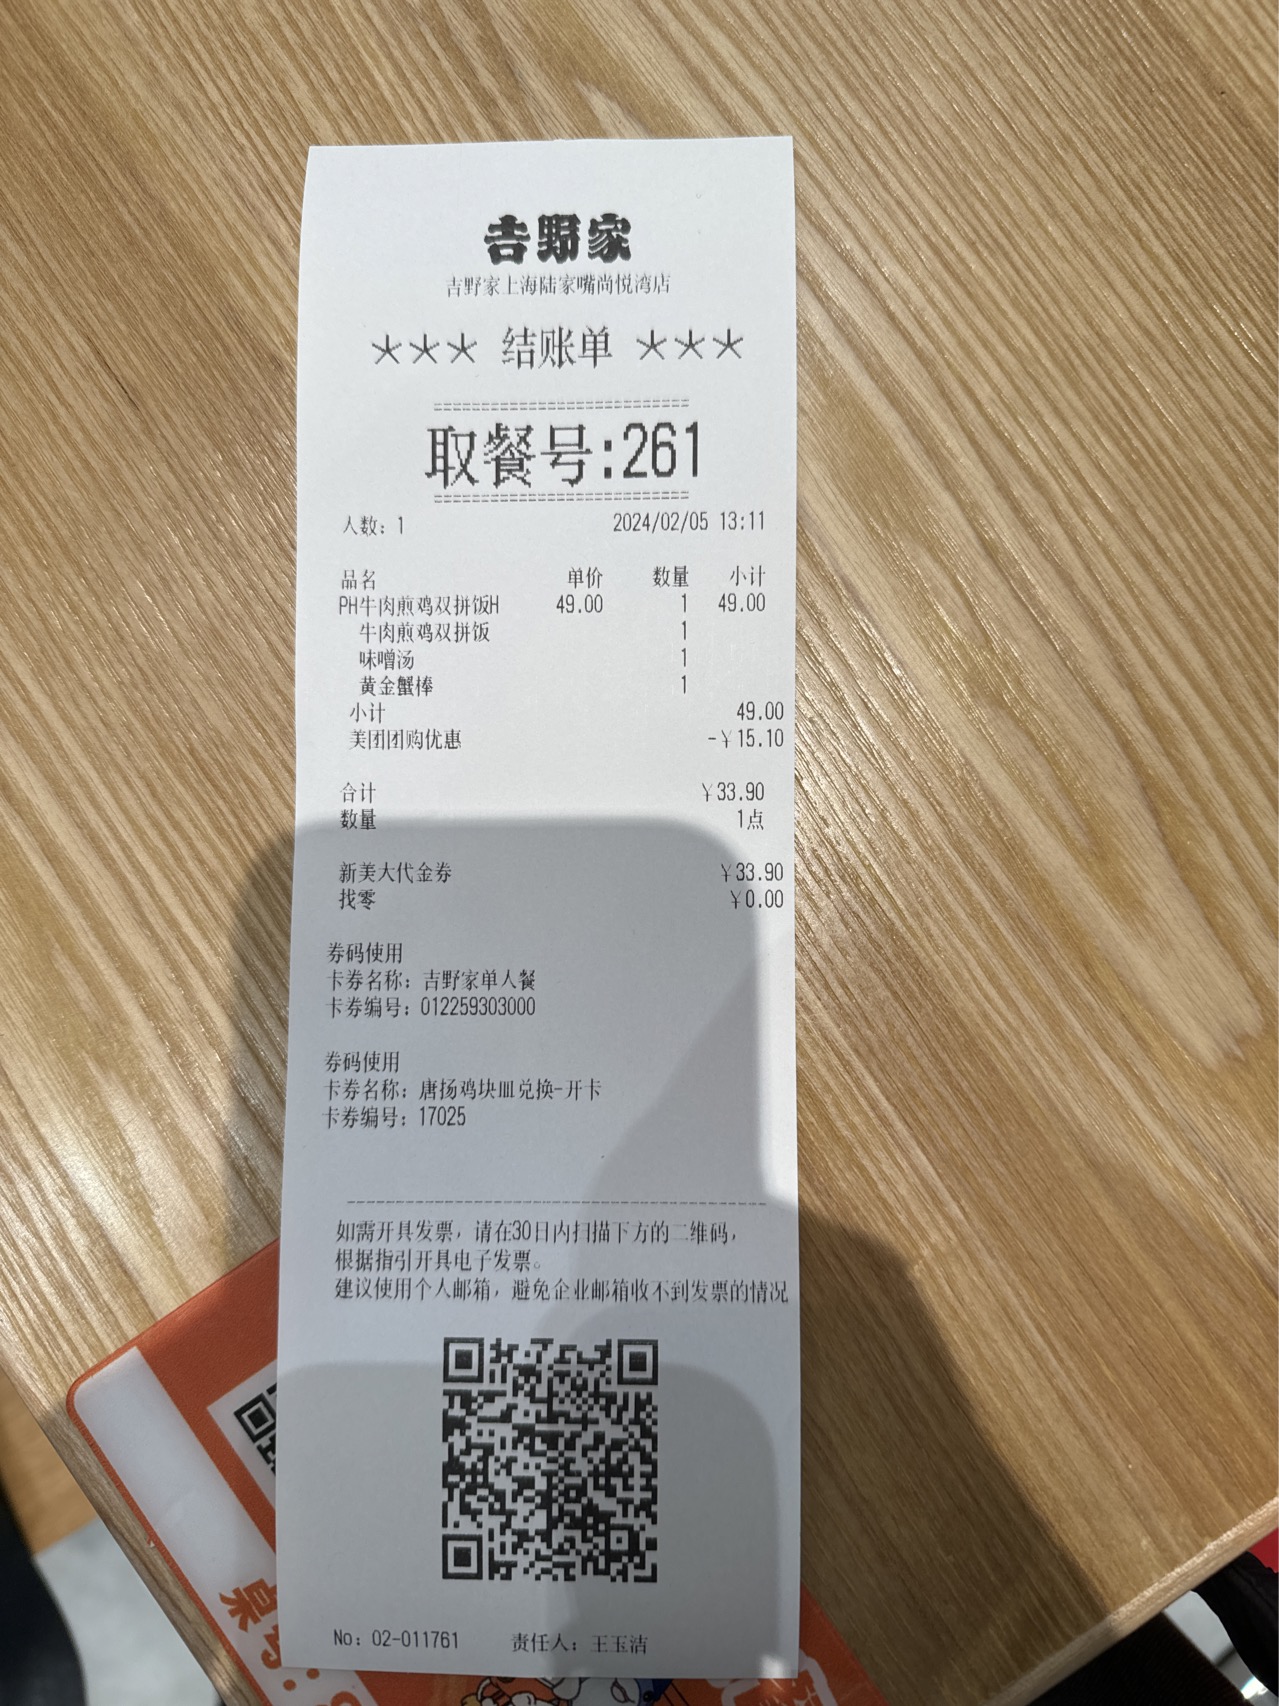 吉野家
吉野家上海陆家嘴尚悦湾店
*** 结账单 ***
========================
取餐号:261
========================
人数: 1 2024/02/05 13:11
品名 单价 数量 小计
PH牛肉煎鸡双拼饭H 49.00 1 49.00
牛肉煎鸡双拼饭 1
味噌汤 1
黄金蟹棒 1
小计 49.00
美团团购优惠 -¥15.10
合计 ¥33.90
数量 1点
新美大代金券 ¥33.90
找零 ¥0.00
券码使用
卡券名称: 吉野家单人餐
卡券编号: 012259303000
券码使用
卡券名称: 唐扬鸡块皿兑换-开卡
卡券编号: 17025
如需开具发票，请在30日内扫描下方的二维码，
根据指引开具电子发票。
建议使用个人邮箱，避免企业邮箱收不到发票的情况
No: 02-011761 责任人: 王玉洁
桌号: